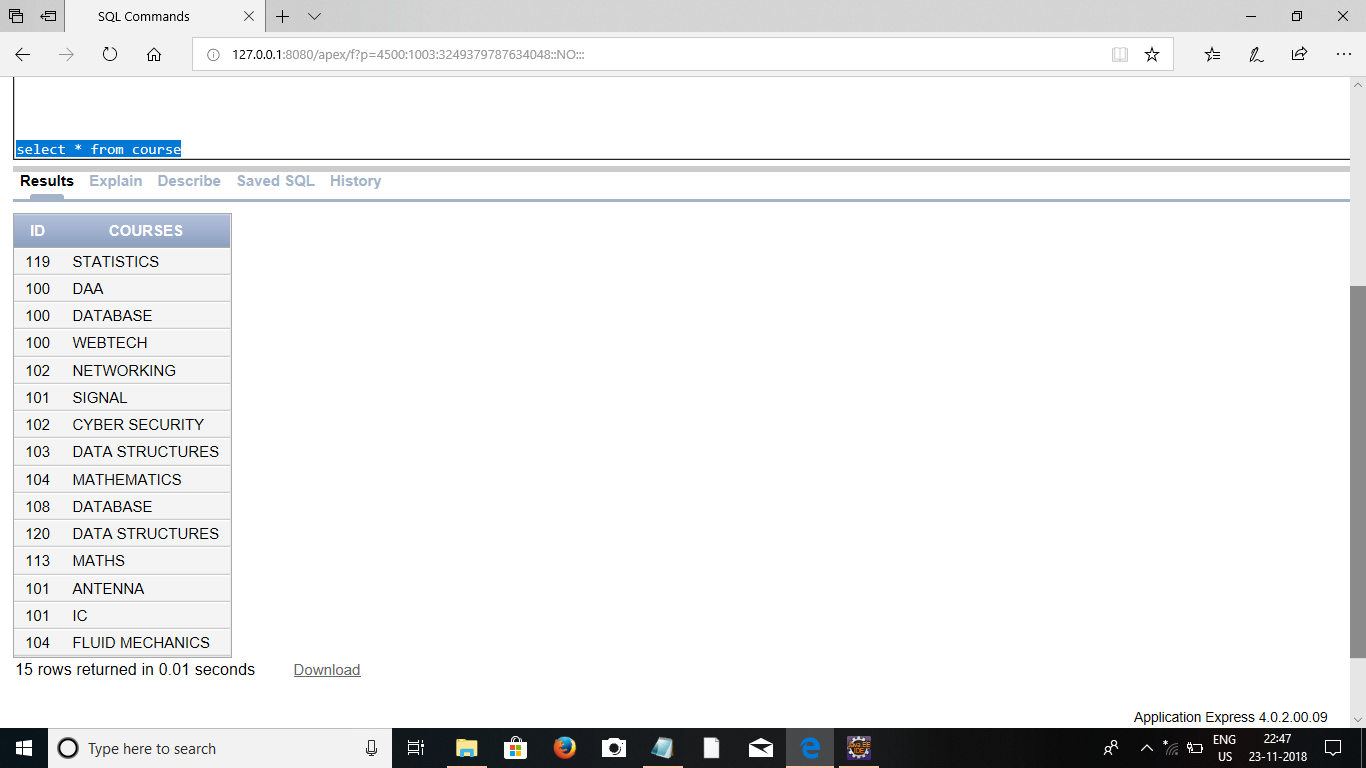 SQL Commands
127.0.0.1:8080/apex/f?p=4500:1003:3249379787634048::NO:::
select * from course
Results Explain Describe Saved SQL History
ID COURSES
119 STATISTICS
100 DAA
100 DATABASE
100 WEBTECH
102 NETWORKING
101 SIGNAL
102 CYBER SECURITY
103 DATA STRUCTURES
104 MATHEMATICS
108 DATABASE
120 DATA STRUCTURES
113 MATHS
101 ANTENNA
101 IC
104 FLUID MECHANICS
15 rows returned in 0.01 seconds Download
Application Express 4.0.2.00.09
Type here to search
ENG 22:47
US 23-11-2018